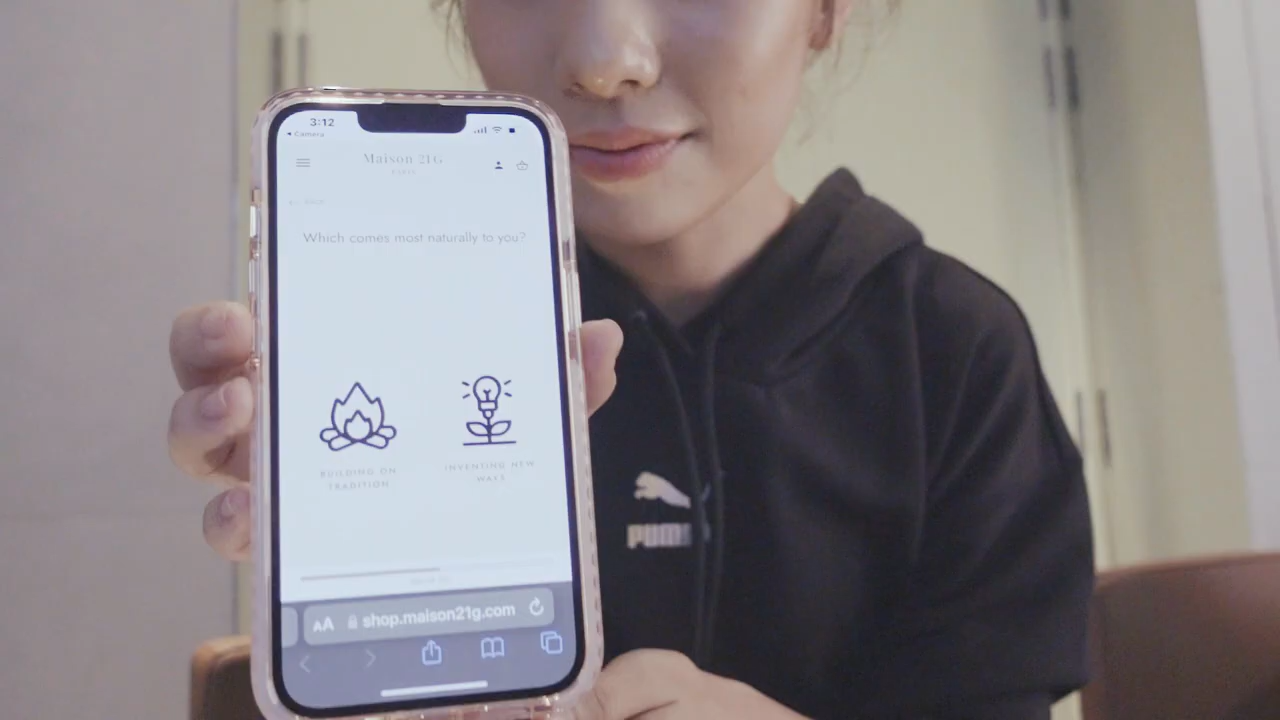 3:12
◂ Camera
Maison 21G
PARIS
BACK
Which comes most naturally to you?
BUILDING ON
TRADITION
INVENTING NEW
WAYS
AA shop.maison21g.com
PUMA